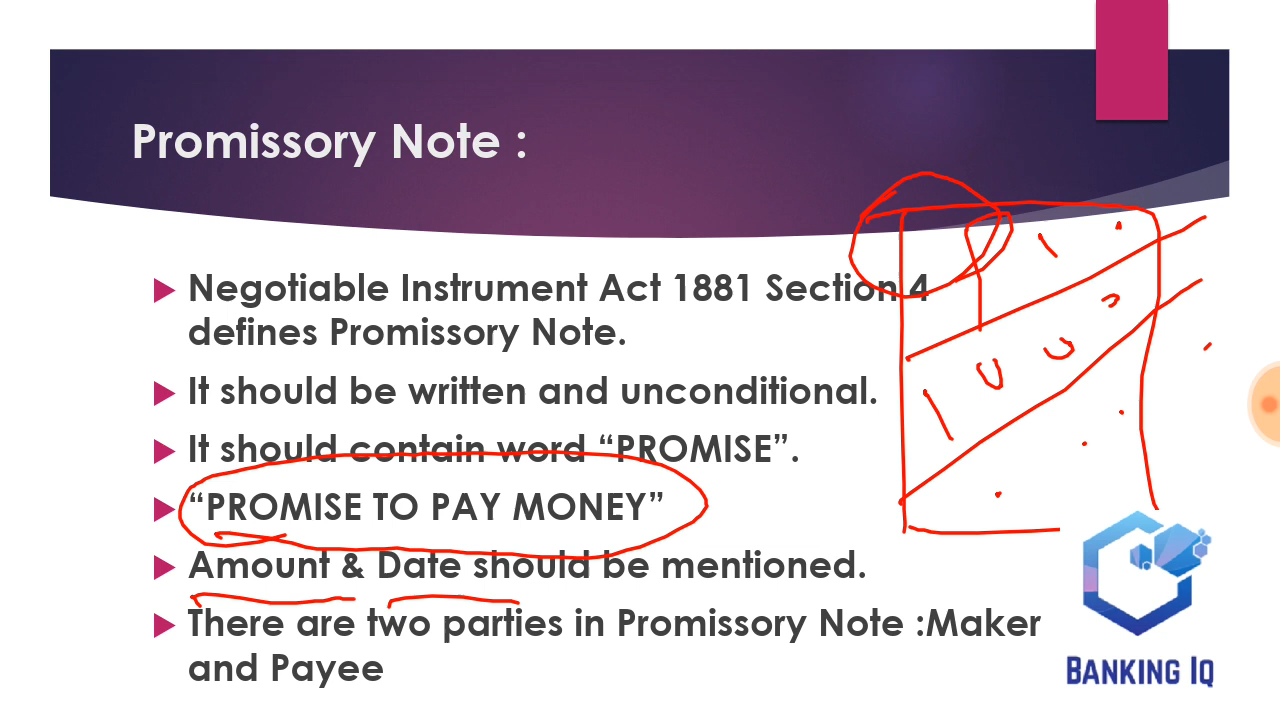 Promissory Note :
Negotiable Instrument Act 1881 Section 4
defines Promissory Note.
It should be written and unconditional.
It should contain word “PROMISE”.
“PROMISE TO PAY MONEY”
Amount & Date should be mentioned.
There are two parties in Promissory Note :Maker
and Payee
BANKING IQ